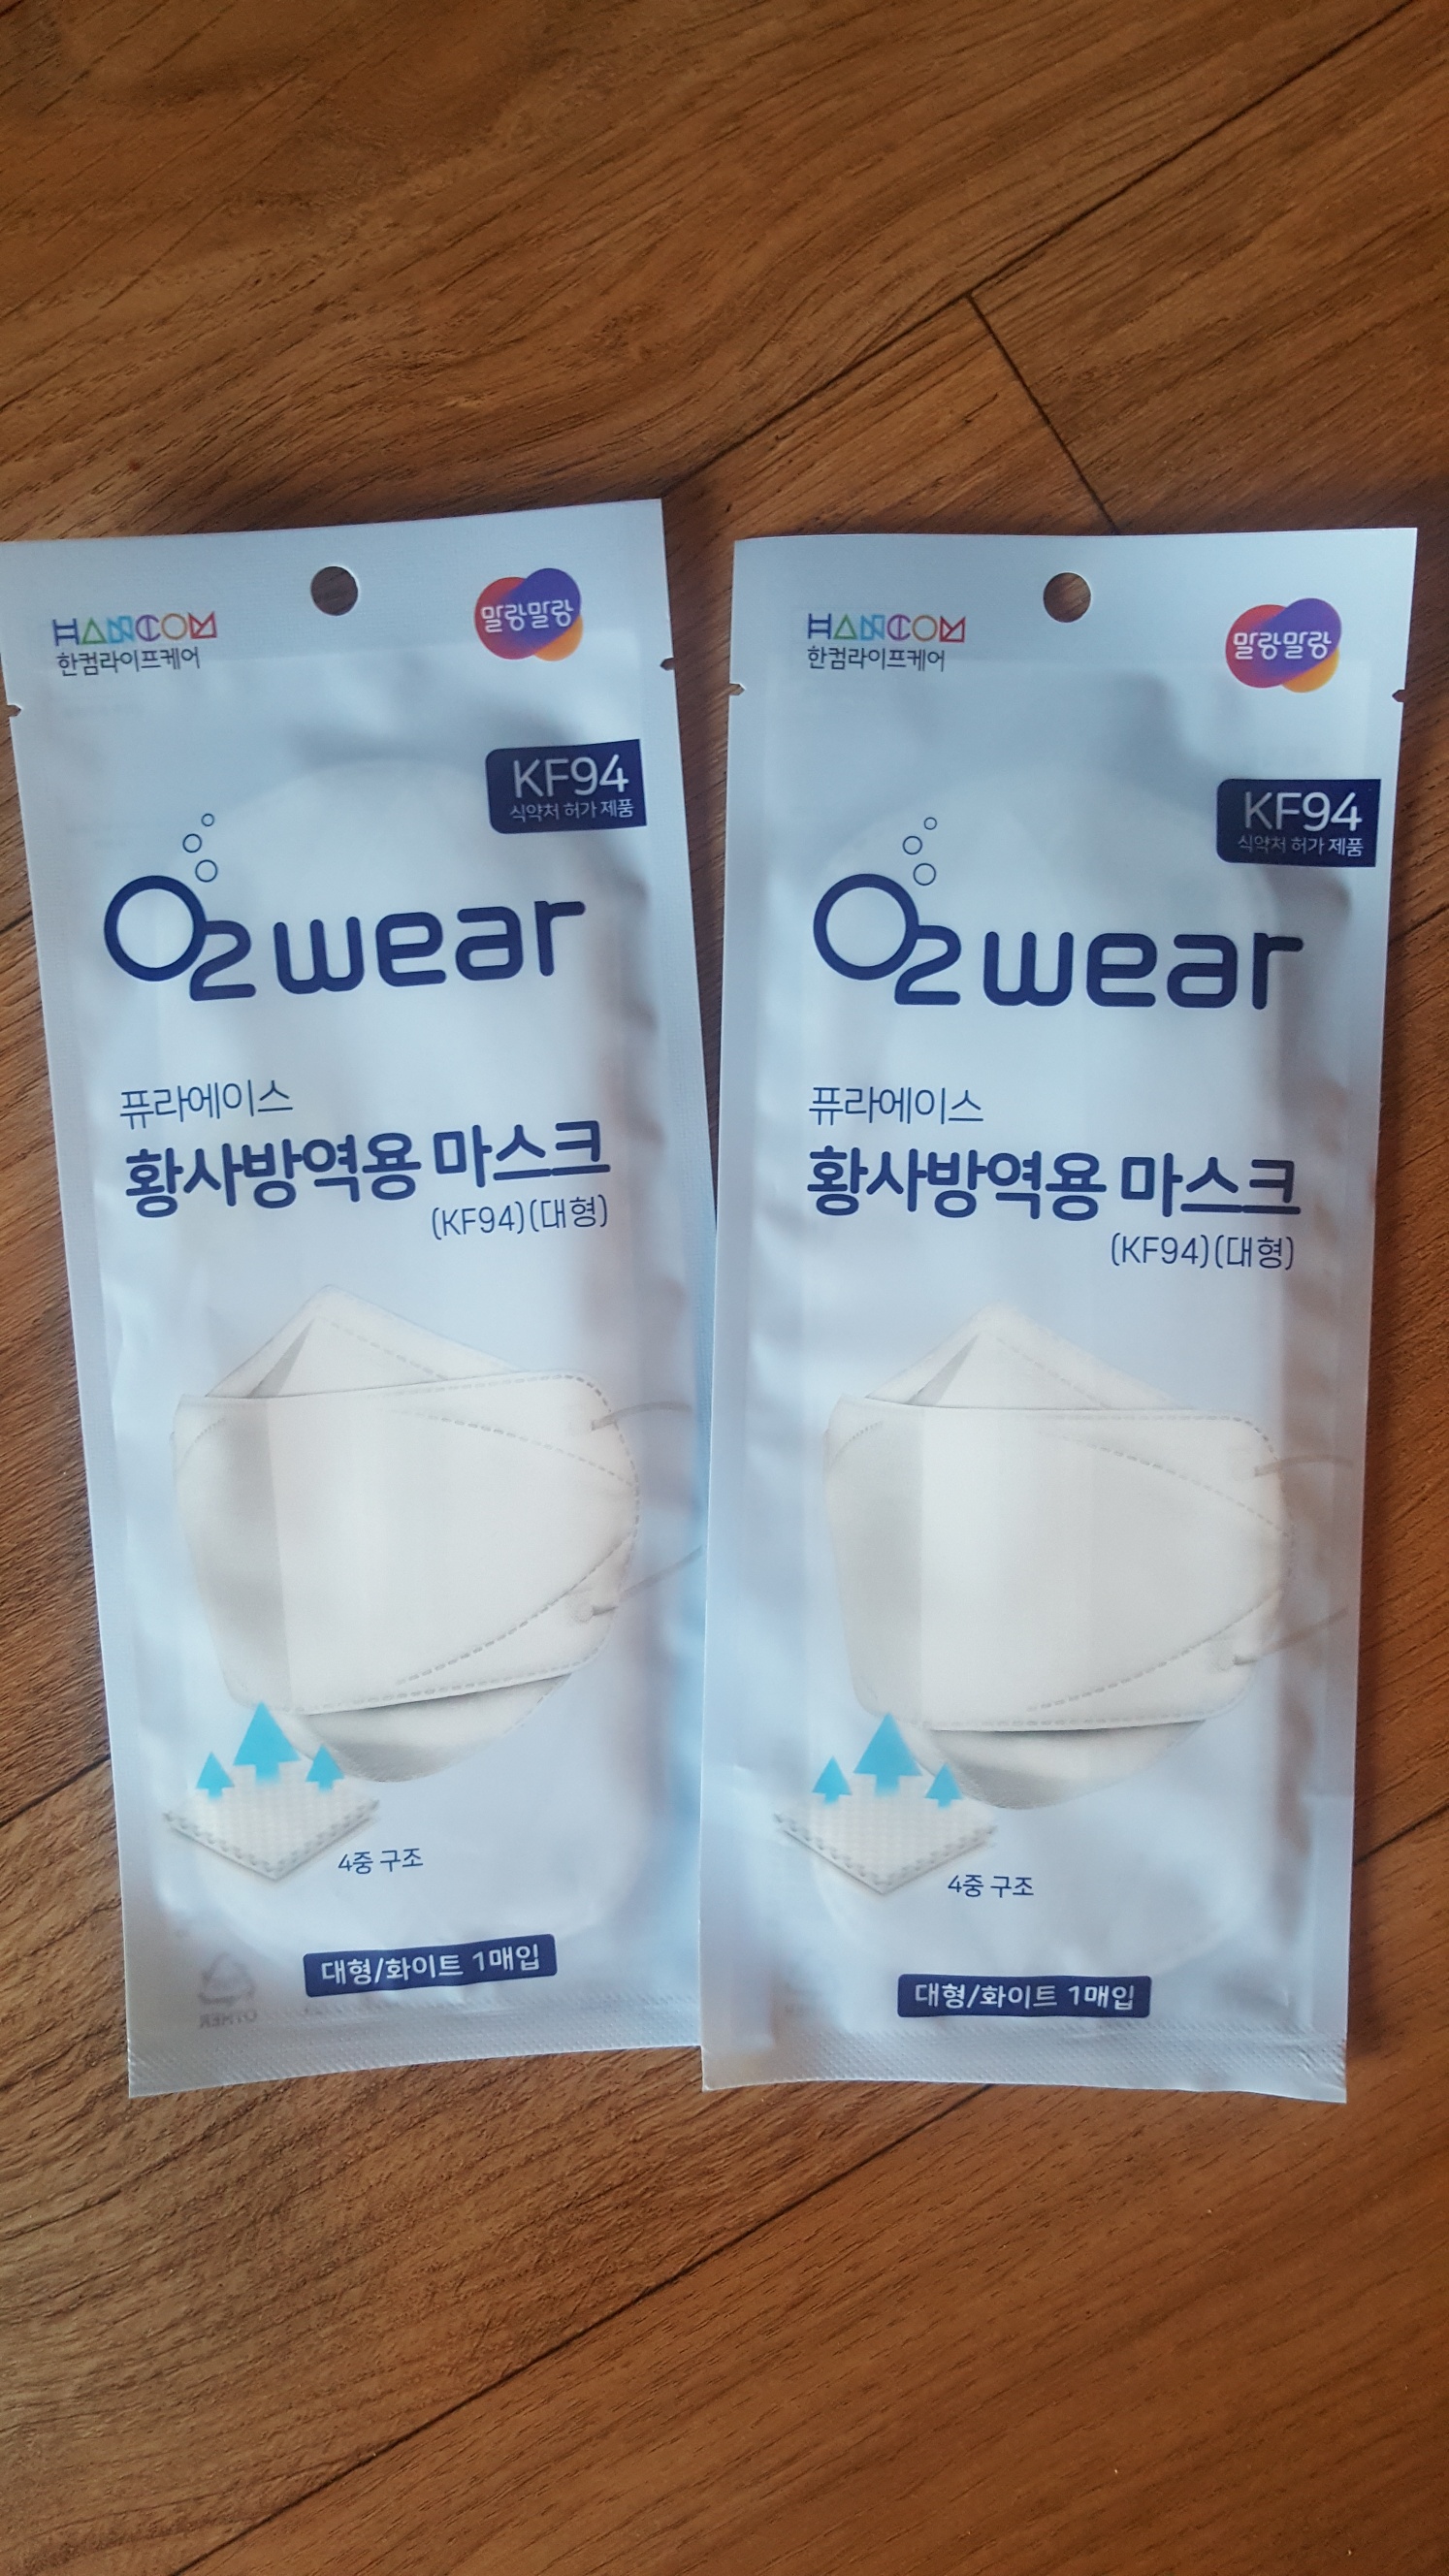 HANCOM
한컴라이프케어
말랑말랑
KF94
식약처 허가 제품
O2 wear
퓨라에이스
황사방역용 마스크
(KF94)(대형)
4중 구조
대형/화이트 1매입
OTHER
HANCOM
한컴라이프케어
말랑말랑
KF94
식약처 허가 제품
O2 wear
퓨라에이스
황사방역용 마스크
(KF94)(대형)
4중 구조
대형/화이트 1매입